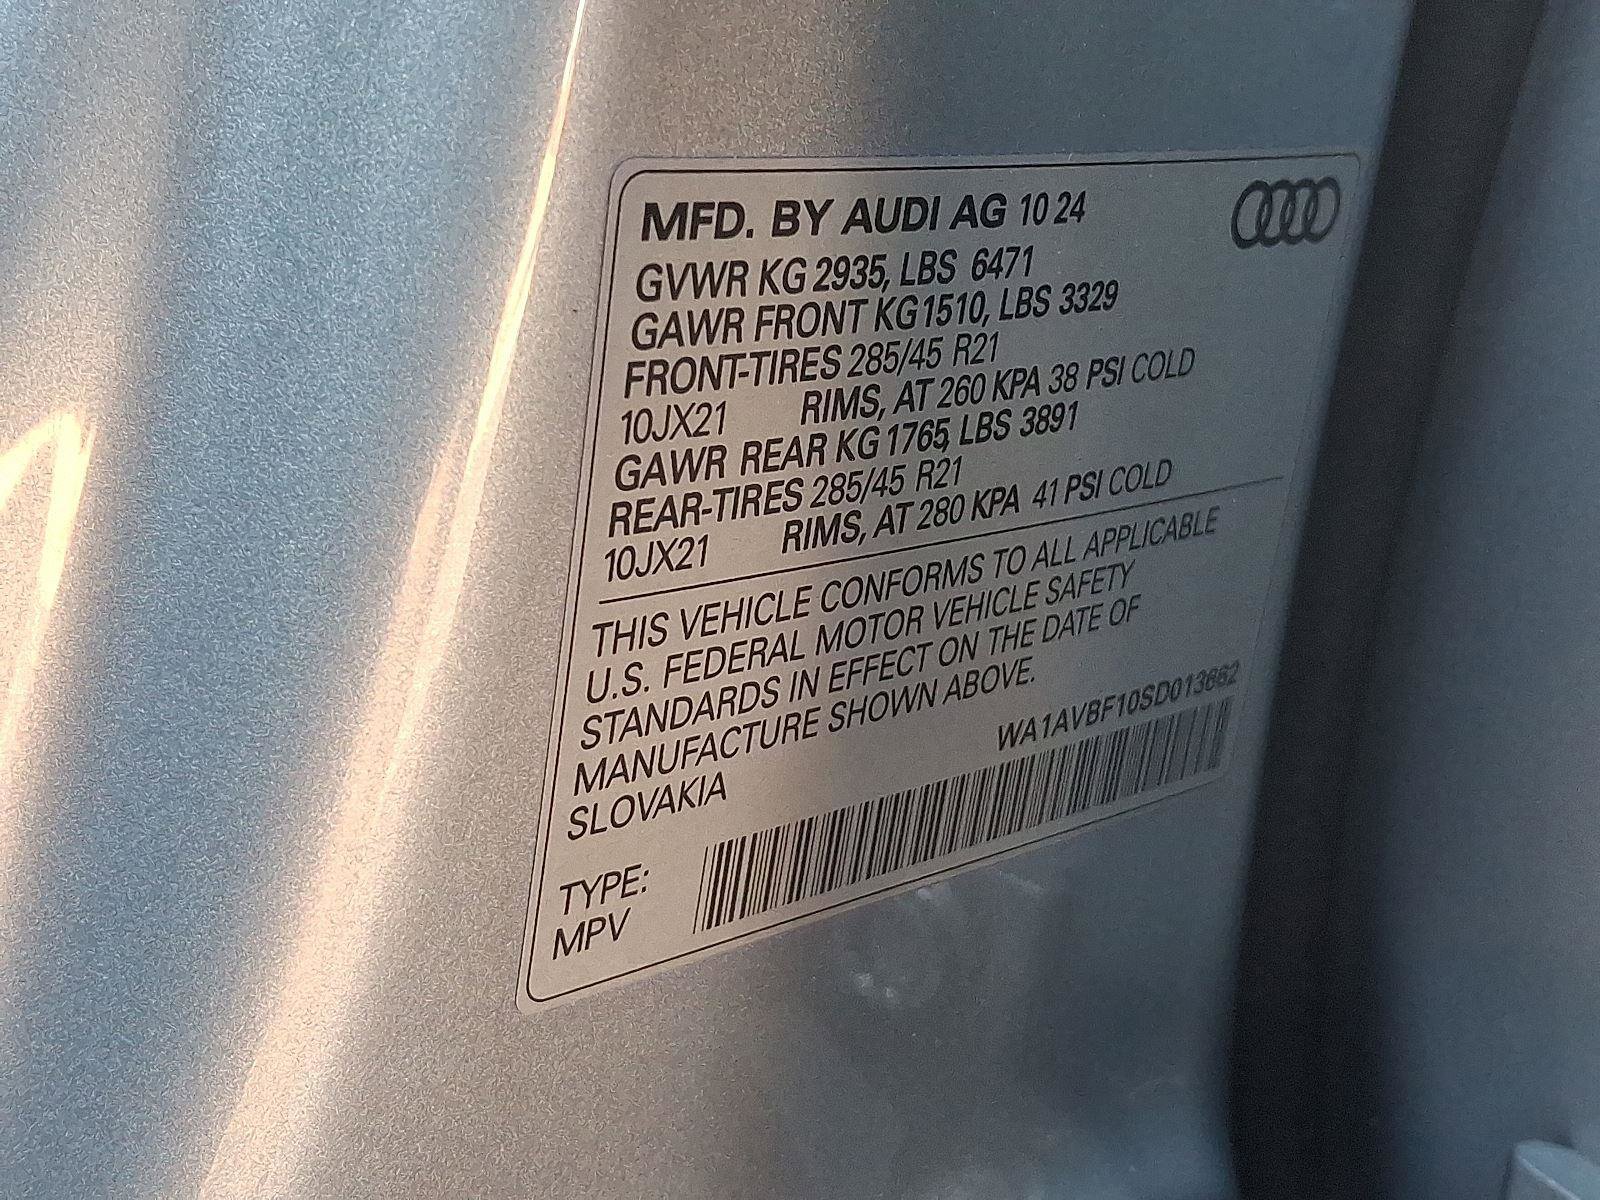 MFD. BY AUDI AG 10 24
GVWR KG 2935, LBS 6471
GAWR FRONT KG1510, LBS 3329
FRONT-TIRES 285/45 R21
10JX21 RIMS, AT 260 KPA 38 PSI COLD
GAWR REAR KG 1765, LBS 3891
REAR-TIRES 285/45 R21
10JX21 RIMS, AT 280 KPA 41 PSI COLD
THIS VEHICLE CONFORMS TO ALL APPLICABLE
U.S. FEDERAL MOTOR VEHICLE SAFETY
STANDARDS IN EFFECT ON THE DATE OF
MANUFACTURE SHOWN ABOVE.
SLOVAKIA
TYPE:
MPV